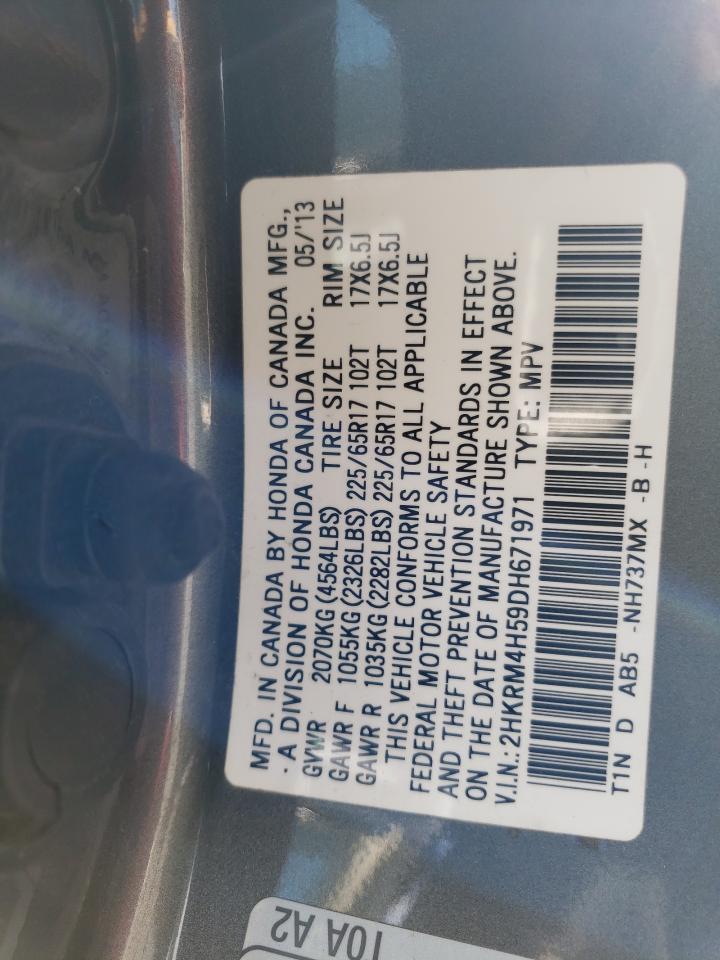 MFD. IN CANADA BY HONDA OF CANADA MFG.,
. A DIVISION OF HONDA CANADA INC. 05/'13
GVWR 2070KG (4564LBS) TIRE SIZE RIM SIZE
GAWR F 1055KG (2326LBS) 225/65R17 102T 17X6.5J
GAWR R 1035KG (2282LBS) 225/65R17 102T 17X6.5J
THIS VEHICLE CONFORMS TO ALL APPLICABLE
FEDERAL MOTOR VEHICLE SAFETY
AND THEFT PREVENTION STANDARDS IN EFFECT
ON THE DATE OF MANUFACTURE SHOWN ABOVE.
V.I.N.: 2HKRM4H59DH671971 TYPE: MPV
T1N D AB5 -NH737MX -B -H
10A A2